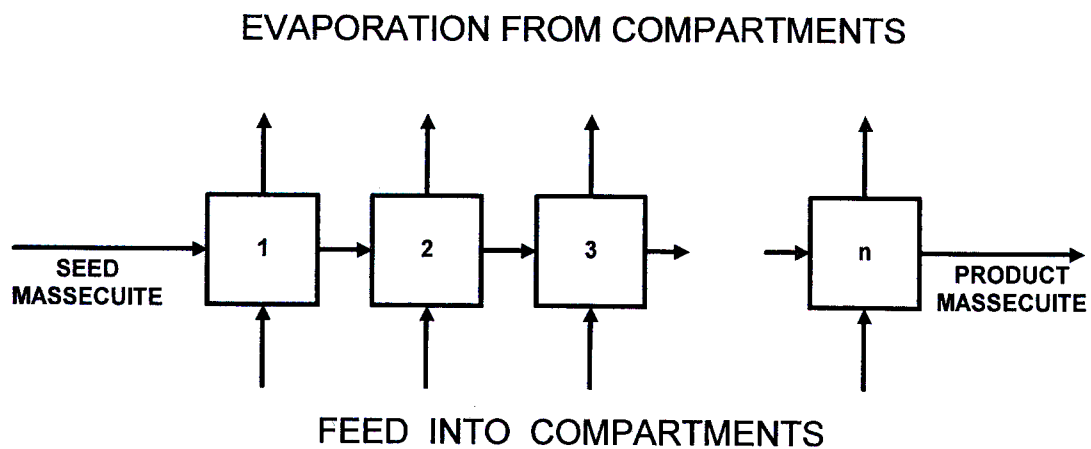 EVAPORATION FROM COMPARTMENTS
1
2
3
n
SEED
MASSECUITE
PRODUCT
MASSECUITE
FEED INTO COMPARTMENTS